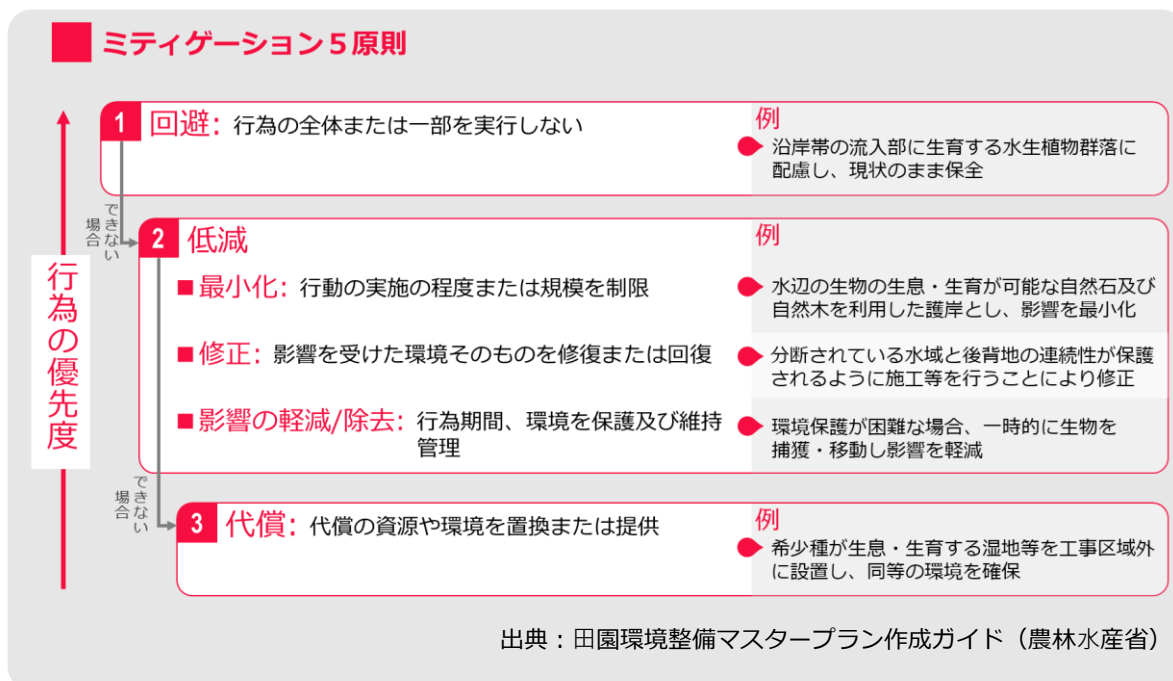 ミティゲーション5原則
行為の優先度
1 回避: 行為の全体または一部を実行しない
例
沿岸帯の流入部に生育する水生植物群落に
配慮し、現状のまま保全
できない
場合
2 低減
例
■最小化: 行動の実施の程度または規模を制限
水辺の生物の生息・生育が可能な自然石及び
自然木を利用した護岸とし、影響を最小化
■修正: 影響を受けた環境そのものを修復または回復
分断されている水域と後背地の連続性が保護
されるように施工等を行うことにより修正
■影響の軽減/除去: 行為期間、環境を保護及び維持
管理
環境保護が困難な場合、一時的に生物を
捕獲・移動し影響を軽減
できない
場合
3 代償: 代償の資源や環境を置換または提供
例
希少種が生息・生育する湿地等を工事区域外
に設置し、同等の環境を確保
出典：田園環境整備マスタープラン作成ガイド（農林水産省）